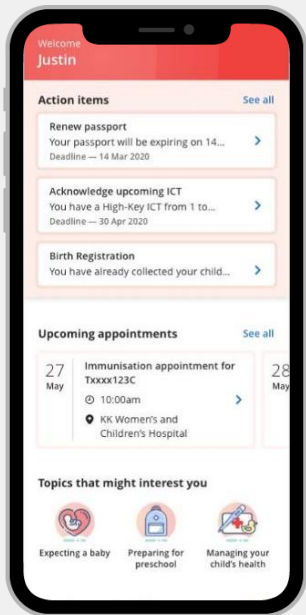 Welcome
Justin
Action items See all
Renew passport
Your passport will be expiring on 14...
Deadline — 14 Mar 2020
Acknowledge upcoming ICT
You have a High-Key ICT from 1 to...
Deadline — 30 Apr 2020
Birth Registration
You have already collected your child...
Upcoming appointments See all
27
May
Immunisation appointment for
Txxxx123C
10:00am
KK Women's and
Children's Hospital
28
May
Topics that might interest you
Expecting a baby
Preparing for
preschool
Managing your
child's health